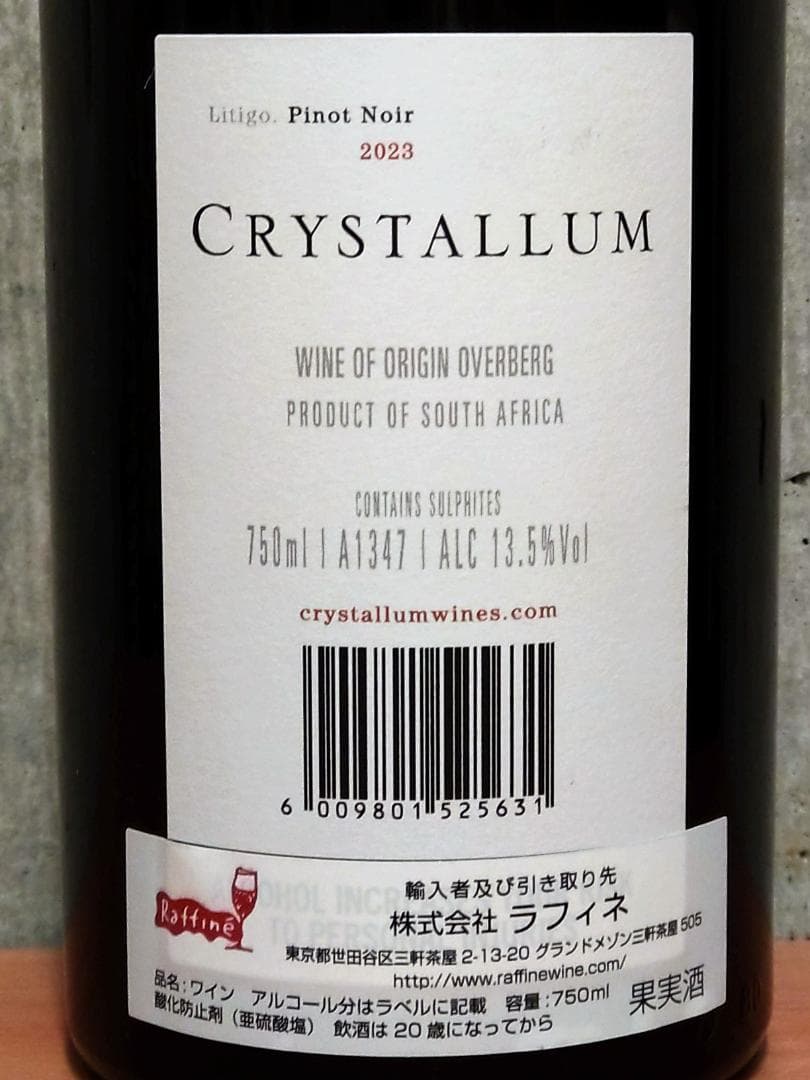 Litigo. Pinot Noir
2023
CRYSTALLUM
WINE OF ORIGIN OVERBERG
PRODUCT OF SOUTH AFRICA
CONTAINS SULPHITES
750ml | A1347 | ALC 13.5%Vol
crystallumwines.com
6 009801 525631
Raffiné
輸入者及び引き取り先
株式会社 ラフィネ
東京都世田谷区三軒茶屋 2-13-20 グランドメゾン三軒茶屋 505
http://www.raffinewine.com/
品名:ワイン アルコール分はラベルに記載 容量:750ml
酸化防止剤(亜硫酸塩) 飲酒は20歳になってから
果実酒